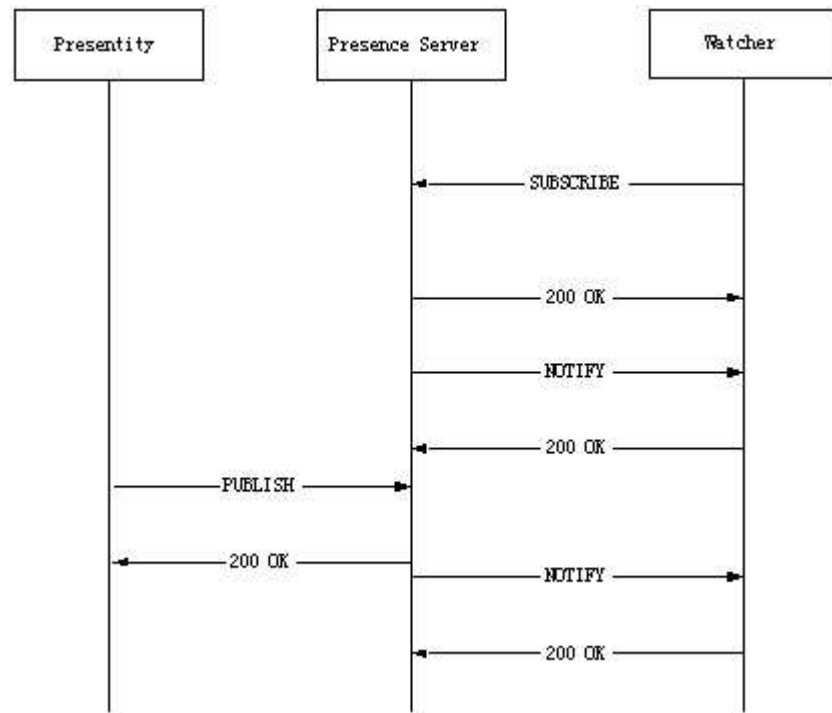 Presentity
Presence Server
Watcher
SUBSCRIBE
200 OK
NOTIFY
200 OK
PUBLISH
200 OK
NOTIFY
200 OK